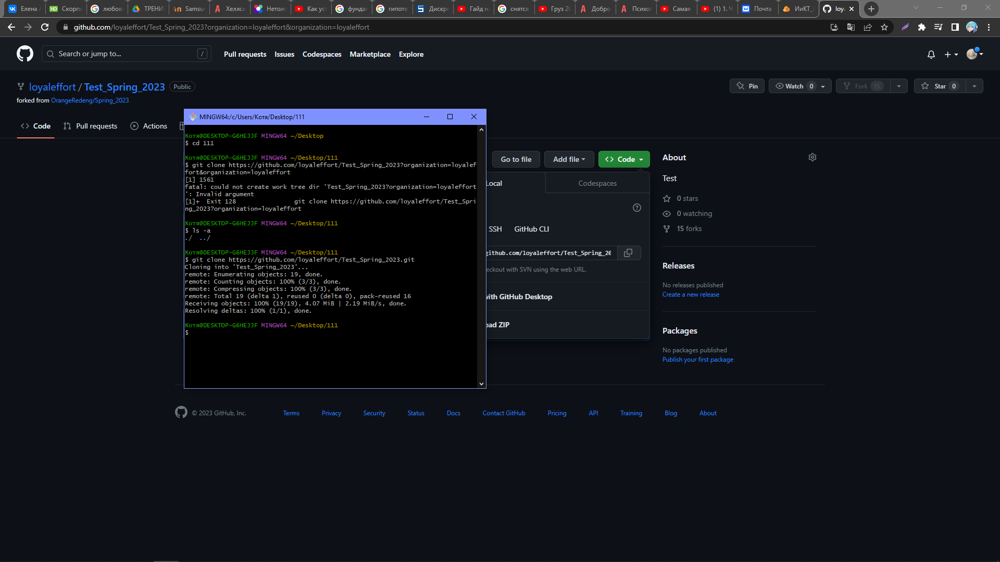 Елена
Скорпи
любов
ТРЕНИ
Samsu
Хеллси
Нетоло
Как ус
фунда
гипоте
Дискре
Гайд на
снятся
Груз 20
Добро
Психо
Самая
(1) 1. Ч
Почта
ИиКТ_
loya
github.com/loyaleffort/Test_Spring_2023?organization=loyaleffort&organization=loyaleffort
Search or jump to... /
Pull requests Issues Codespaces Marketplace Explore
loyaleffort / Test_Spring_2023 Public
Pin Watch 0 Fork 15 Star 0
forked from OrangeRedeng/Spring_2023
Code Pull requests Actions
MINGW64:/c/Users/Котя/Desktop/111
Котя@DESKTOP-G6HEJJF MINGW64 ~/Desktop
$ cd 111
Котя@DESKTOP-G6HEJJF MINGW64 ~/Desktop/111
$ git clone https://github.com/loyaleffort/Test_Spring_2023?organization=loyalef
fort&organization=loyaleffort
[1] 1561
fatal: could not create work tree dir 'Test_Spring_2023?organization=loyaleffort
': Invalid argument
[1]+  Exit 128                git clone https://github.com/loyaleffort/Test_Spri
ng_2023?organization=loyaleffort
Котя@DESKTOP-G6HEJJF MINGW64 ~/Desktop/111
$ ls -a
./  ../
Котя@DESKTOP-G6HEJJF MINGW64 ~/Desktop/111
$ git clone https://github.com/loyaleffort/Test_Spring_2023.git
Cloning into 'Test_Spring_2023'...
remote: Enumerating objects: 19, done.
remote: Counting objects: 100% (3/3), done.
remote: Compressing objects: 100% (3/3), done.
remote: Total 19 (delta 1), reused 0 (delta 0), pack-reused 16
Receiving objects: 100% (19/19), 4.07 MiB | 2.19 MiB/s, done.
Resolving deltas: 100% (1/1), done.
Котя@DESKTOP-G6HEJJF MINGW64 ~/Desktop/111
$
Go to file Add file Code
Local Codespaces
SSH GitHub CLI
github.com/loyaleffort/Test_Spring_20
eckout with SVN using the web URL.
with GitHub Desktop
oad ZIP
About
Test
0 stars
0 watching
15 forks
Releases
No releases published
Create a new release
Packages
No packages published
Publish your first package
© 2023 GitHub, Inc. Terms Privacy Security Status Docs Contact GitHub Pricing API Training Blog About